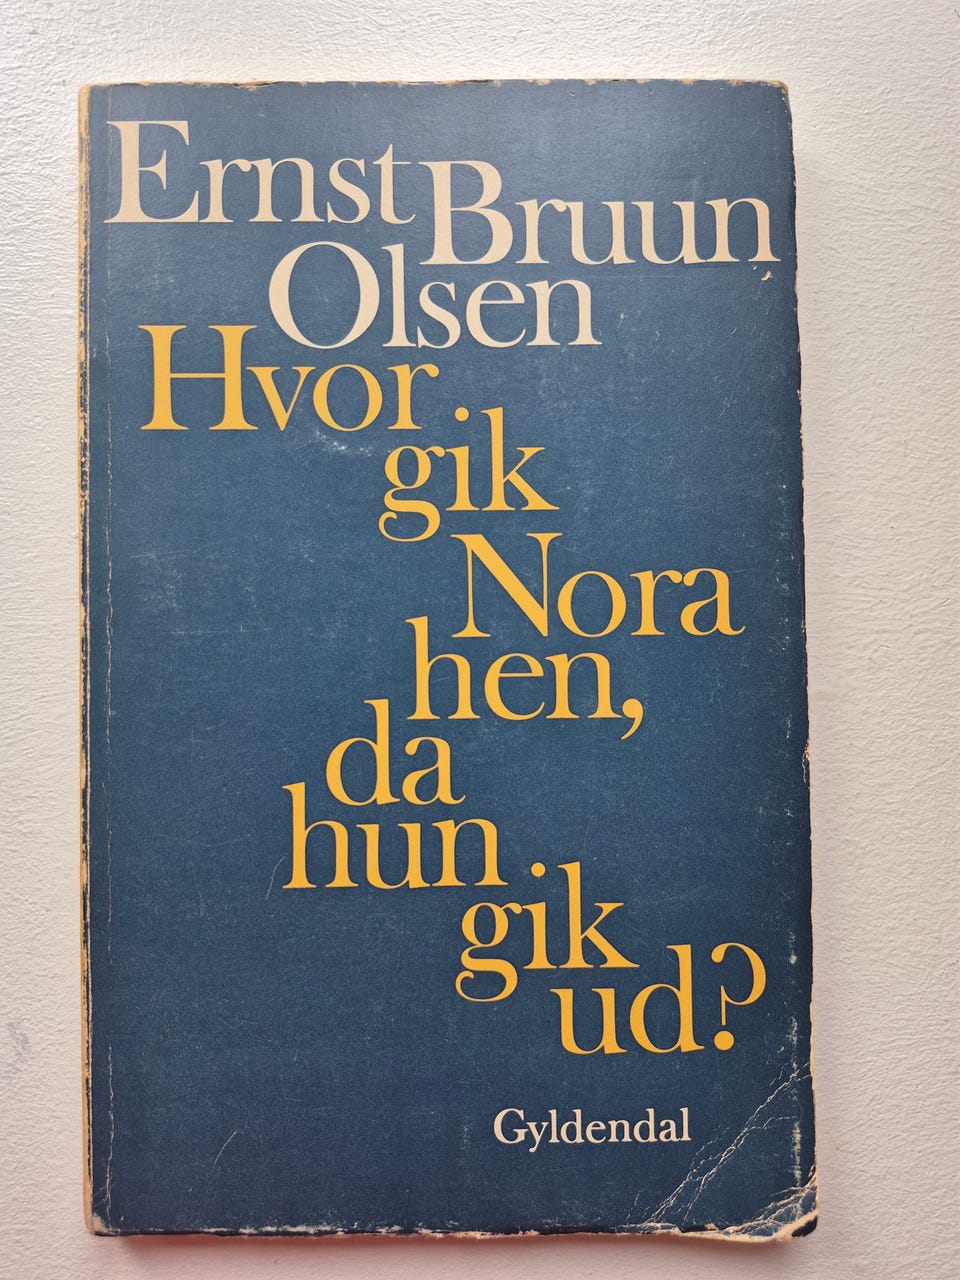 Ernst Bruun
Olsen
Hvor
gik
Nora
hen,
da
hun
gik
ud?
Gyldendal